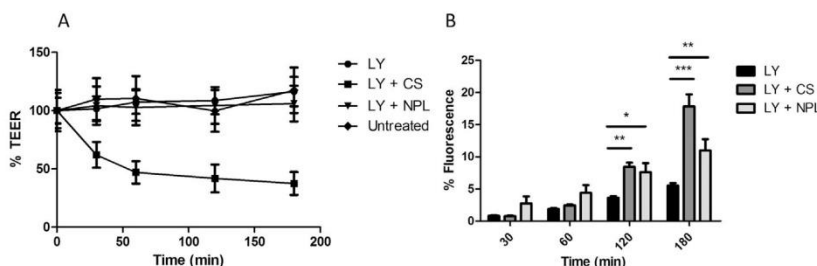 A
150
100
50
0
% TEER
0
50
100
150
200
Time (min)
LY
LY + CS
LY + NPL
Untreated
B
25
20
15
10
5
0
% Fluorescence
30
60
120
180
Time (min)
*
**
**
***
LY
LY + CS
LY + NPL